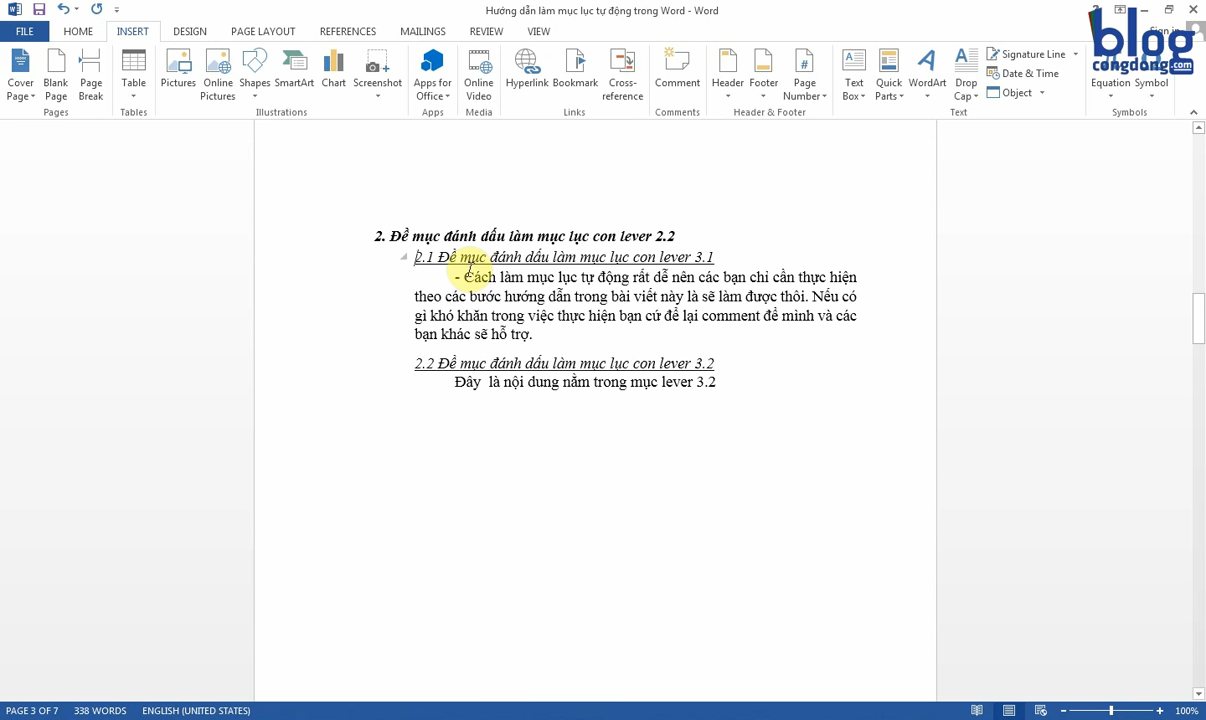 Hướng dẫn làm mục lục tự động trong Word - Word
FILE HOME INSERT DESIGN PAGE LAYOUT REFERENCES MAILINGS REVIEW VIEW
blog
congdong.com
Cover Page
Blank Page
Page Break
Table
Pictures
Online Pictures
Shapes
SmartArt
Chart
Screenshot
Apps for Office
Online Video
Hyperlink
Bookmark
Cross-reference
Comment
Header
Footer
Page Number
Text Box
Quick Parts
WordArt
Drop Cap
Signature Line
Date & Time
Object
Equation
Symbol
Pages Tables Illustrations Apps Media Links Comments Header & Footer Text Symbols
2. Đề mục đánh dấu làm mục lục con lever 2.2
2.1 Đề mục đánh dấu làm mục lục con lever 3.1
- Cách làm mục lục tự động rất dễ nên các bạn chỉ cần thực hiện
theo các bước hướng dẫn trong bài viết này là sẽ làm được thôi. Nếu có
gì khó khăn trong việc thực hiện bạn cứ để lại comment để mình và các
bạn khác sẽ hỗ trợ.
2.2 Đề mục đánh dấu làm mục lục con lever 3.2
Đây là nội dung nằm trong mục lever 3.2
PAGE 3 OF 7 338 WORDS ENGLISH (UNITED STATES) 100%